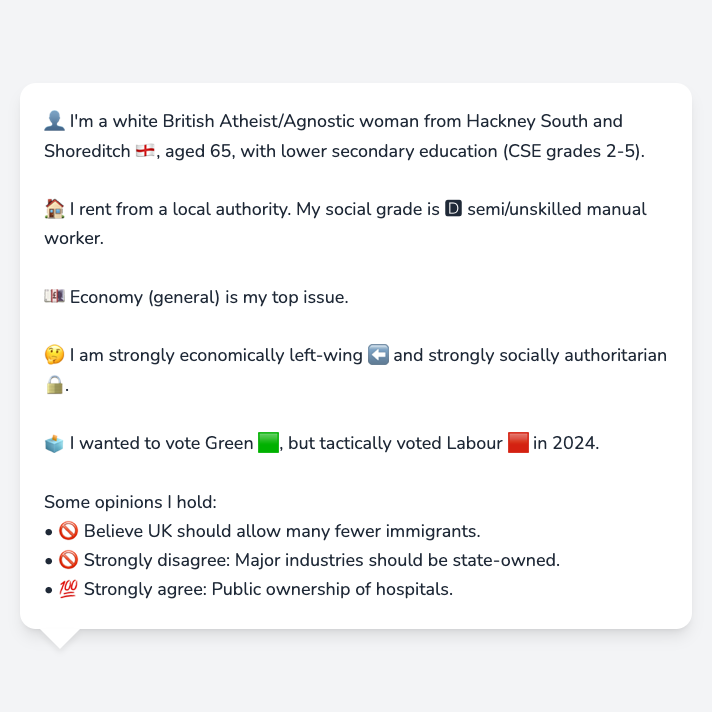 👤 I'm a white British Atheist/Agnostic woman from Hackney South and
Shoreditch 🏴󠁧󠁢󠁥󠁮󠁧󠁿, aged 65, with lower secondary education (CSE grades 2-5).
🏠 I rent from a local authority. My social grade is 🅳 semi/unskilled manual
worker.
💷 Economy (general) is my top issue.
🤔 I am strongly economically left-wing ⬅️ and strongly socially authoritarian
🔒.
🗳️ I wanted to vote Green 🟩, but tactically voted Labour 🟥 in 2024.
Some opinions I hold:
• 🚫 Believe UK should allow many fewer immigrants.
• 🚫 Strongly disagree: Major industries should be state-owned.
• 💯 Strongly agree: Public ownership of hospitals.